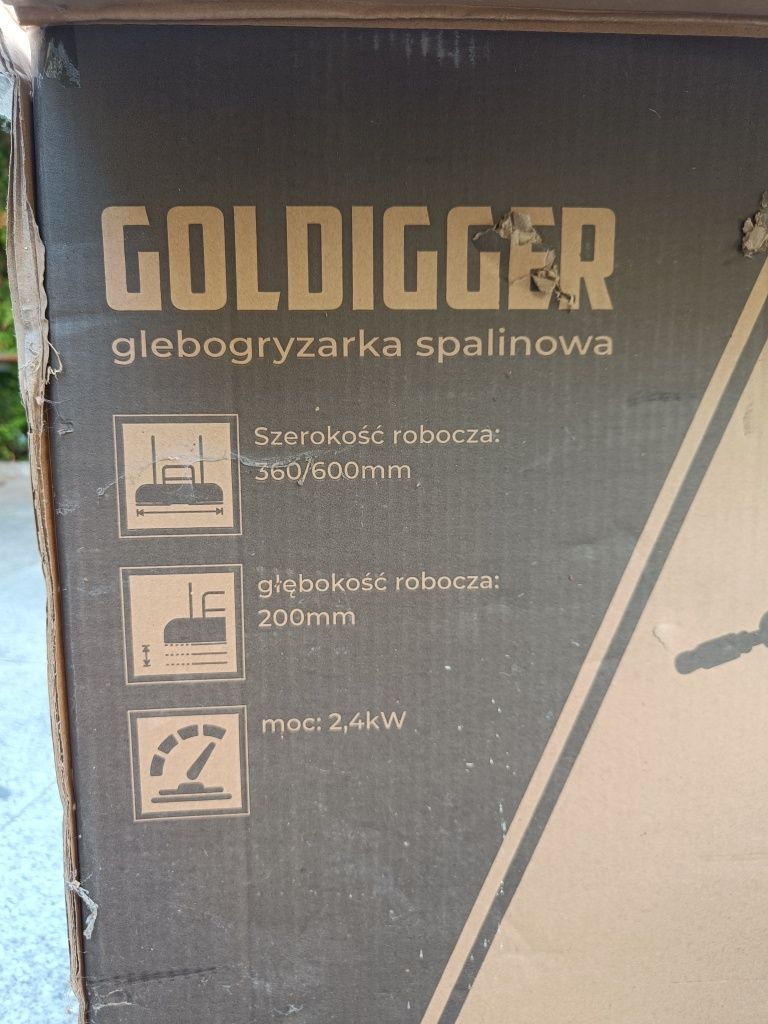 GOLDIGGER
glebogryzarka spalinowa
Szerokość robocza:
360/600mm
głębokość robocza:
200mm
moc: 2,4kW